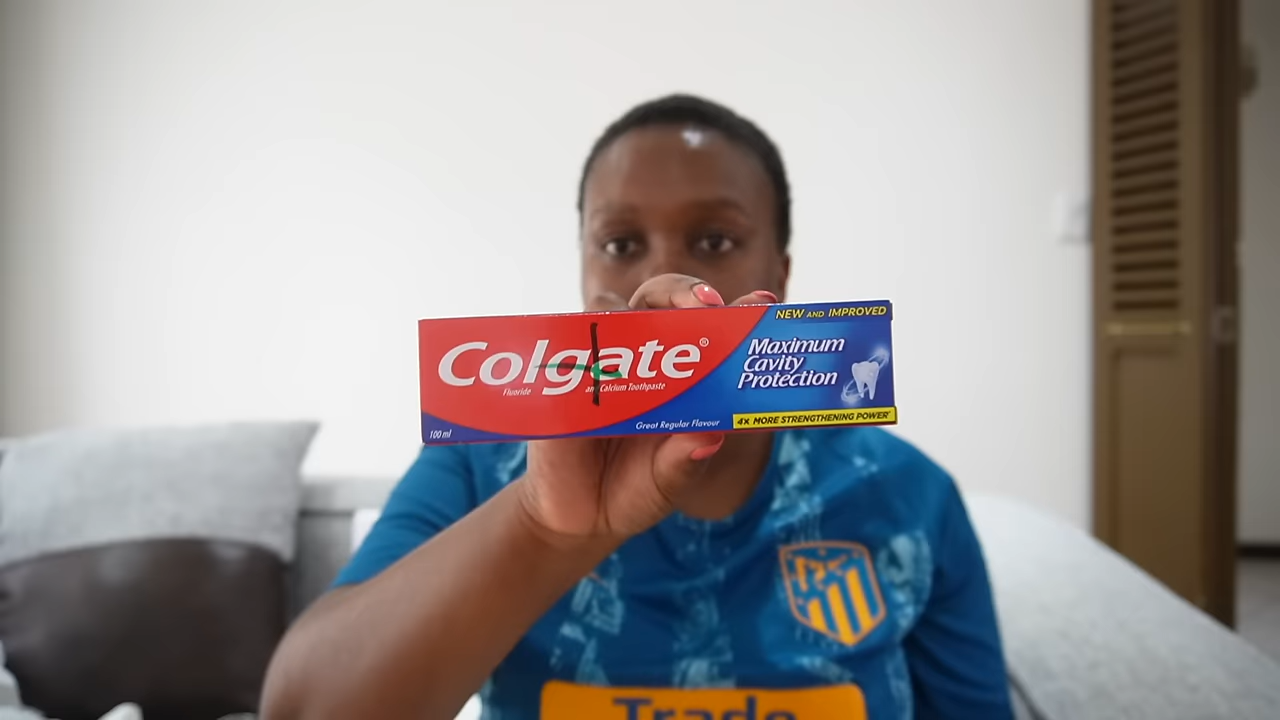 NEW AND IMPROVED
Colgate®
Maximum
Cavity
Protection
Fluoride and Calcium Toothpaste
4X MORE STRENGTHENING POWER*
Great Regular Flavour
100 ml
Trade